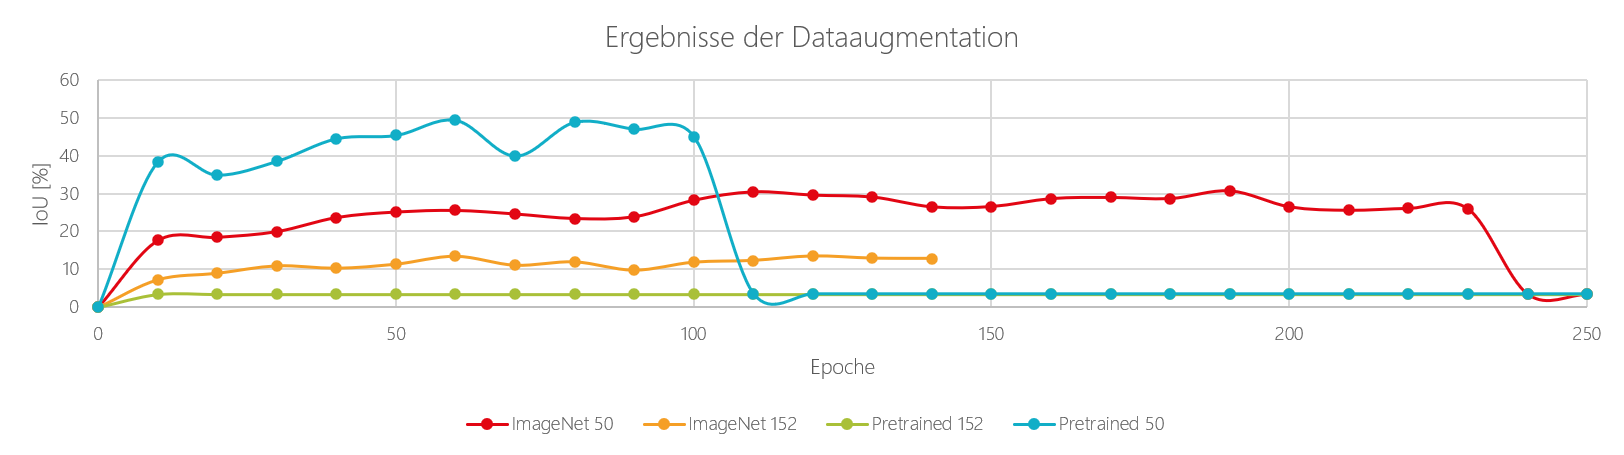 Ergebnisse der Dataaugmentation
60
50
40
30
20
10
0
IoU [%]
0 50 100 150 200 250
Epoche
ImageNet 50 ImageNet 152 Pretrained 152 Pretrained 50